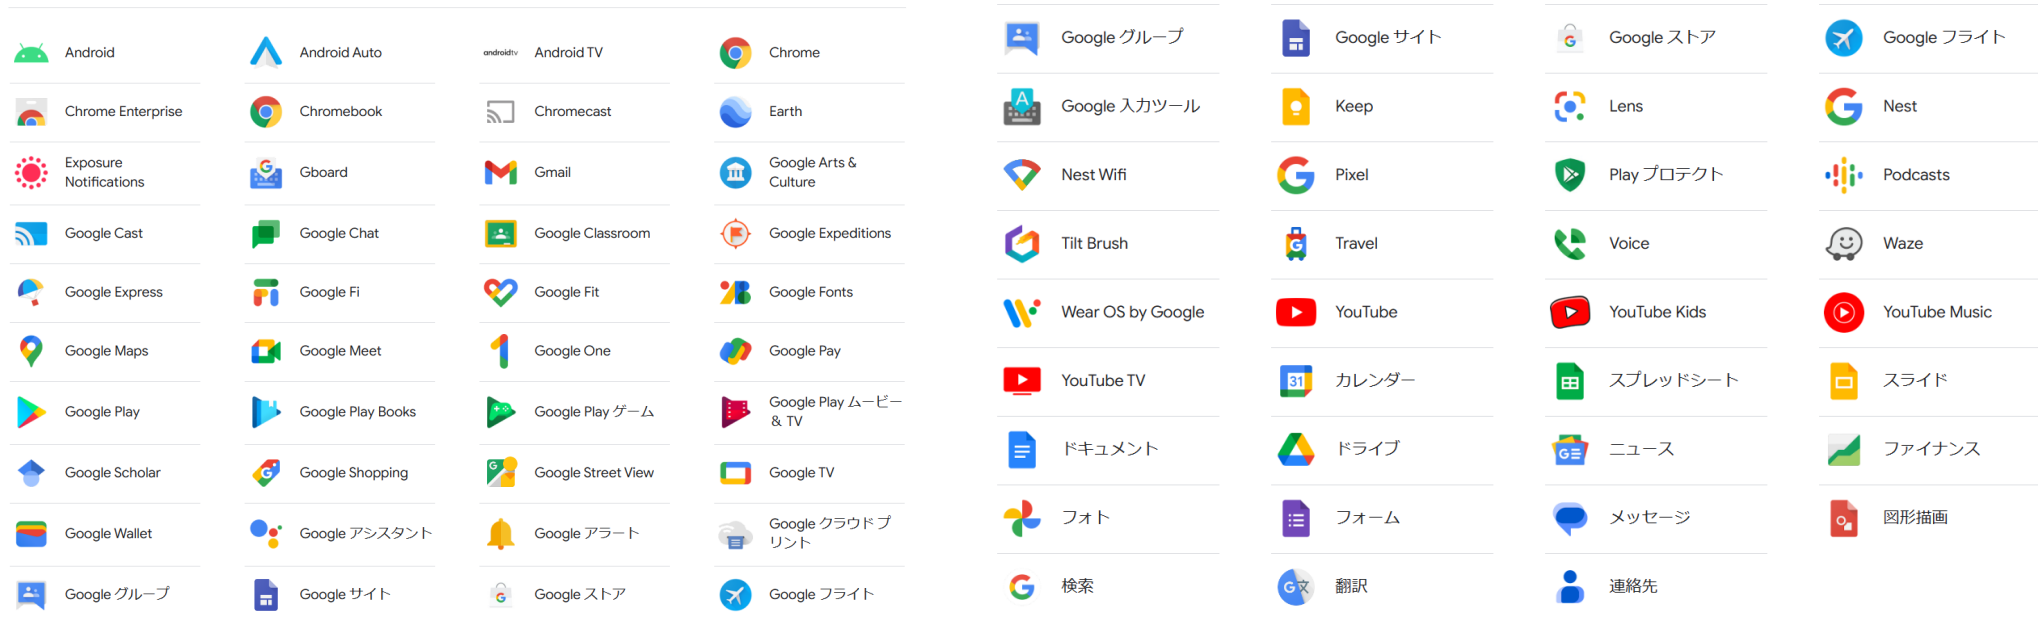 Android
Android Auto
androidtv
Android TV
Chrome
Chrome Enterprise
Chromebook
Chromecast
Earth
Exposure
Notifications
G
Gboard
Gmail
Google Arts &
Culture
Google Cast
Google Chat
Google Classroom
Google Expeditions
Google Express
Google Fi
Google Fit
Google Fonts
Google Maps
Google Meet
Google One
Google Pay
Google Play
Google Play Books
Google Play ゲーム
Google Play ムービー
& TV
Google Scholar
G
Google Shopping
G
Google Street View
Google TV
Google Wallet
Google アシスタント
Google アラート
Google クラウド プ
リント
Google グループ
Google サイト
G
Google ストア
Google フライト
Google グループ
Google サイト
G
Google ストア
Google フライト
A
Google 入力ツール
Keep
Lens
G
Nest
Nest Wifi
G
Pixel
Play プロテクト
Podcasts
Tilt Brush
G
Travel
Voice
Waze
Wear OS by Google
YouTube
YouTube Kids
YouTube Music
YouTube TV
31
カレンダー
スプレッドシート
スライド
ドキュメント
ドライブ
G
ニュース
ファイナンス
フォト
フォーム
メッセージ
図形描画
G
検索
G文
翻訳
連絡先